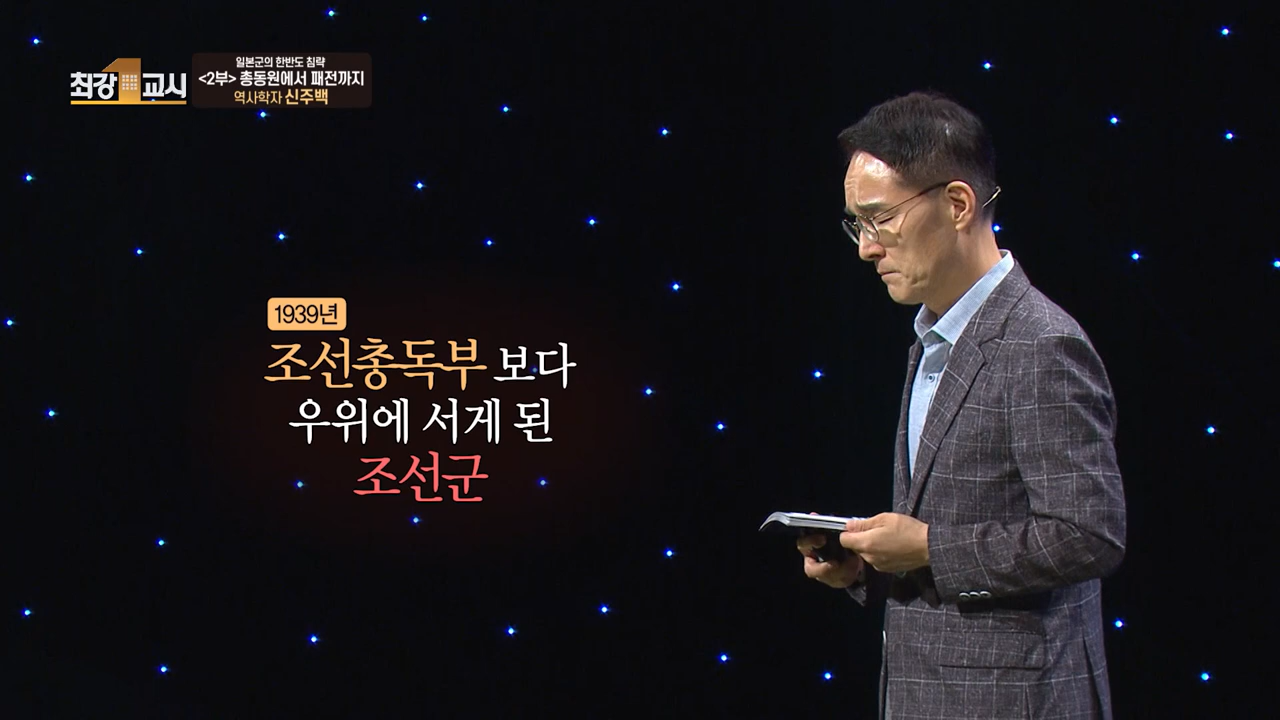 최강1교시
일본군의 한반도 침략
<2부> 총동원에서 패전까지
역사학자 신주백
1939년
조선총독부 보다
우위에 서게 된
조선군